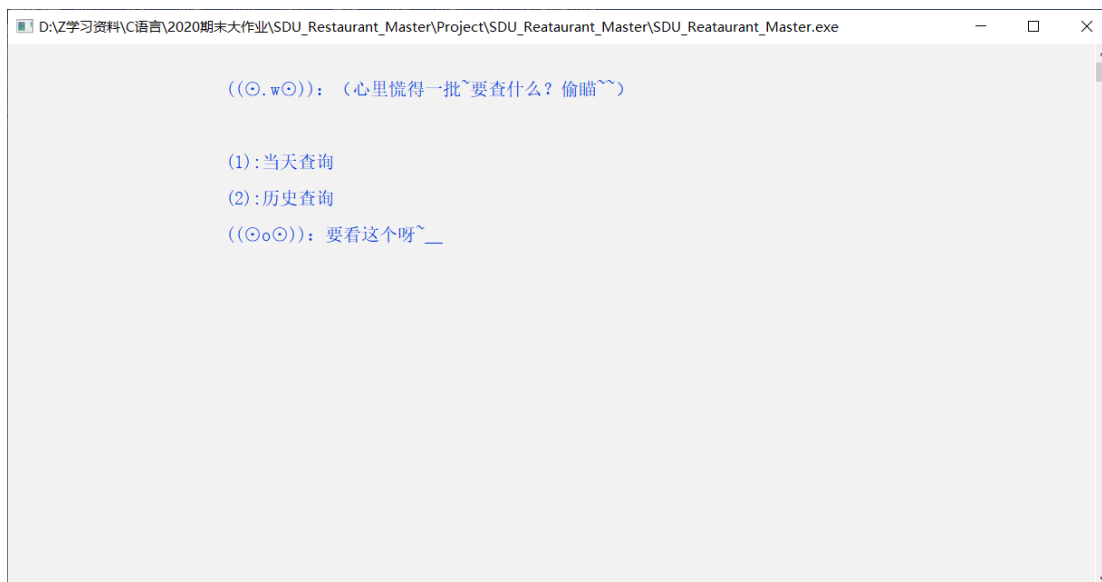 D:\Z学习资料\C语言\2020期末大作业\SDU_Restaurant_Master\Project\SDU_Reataurant_Master\SDU_Reataurant_Master.exe
((⊙.w⊙)): （心里慌得一批~要查什么？偷瞄~~）
(1):当天查询
(2):历史查询
((⊙o⊙)): 要看这个呀~__